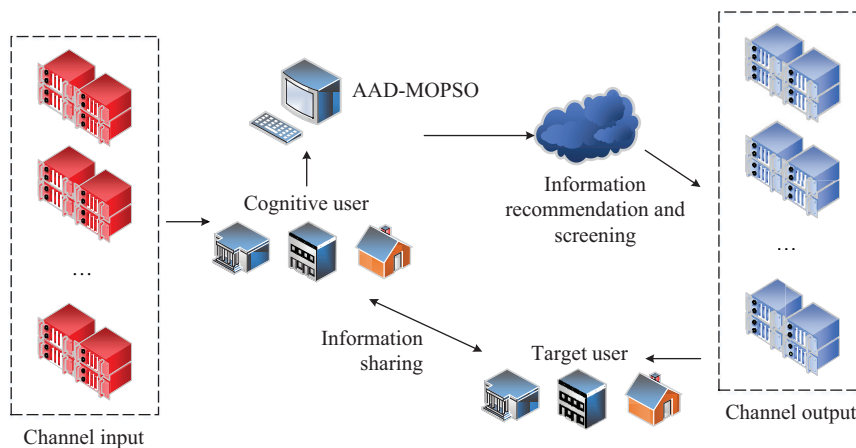 AAD-MOPSO
Cognitive user
Information
recommendation and
screening
...
...
Information
sharing
Target user
Channel input
Channel output